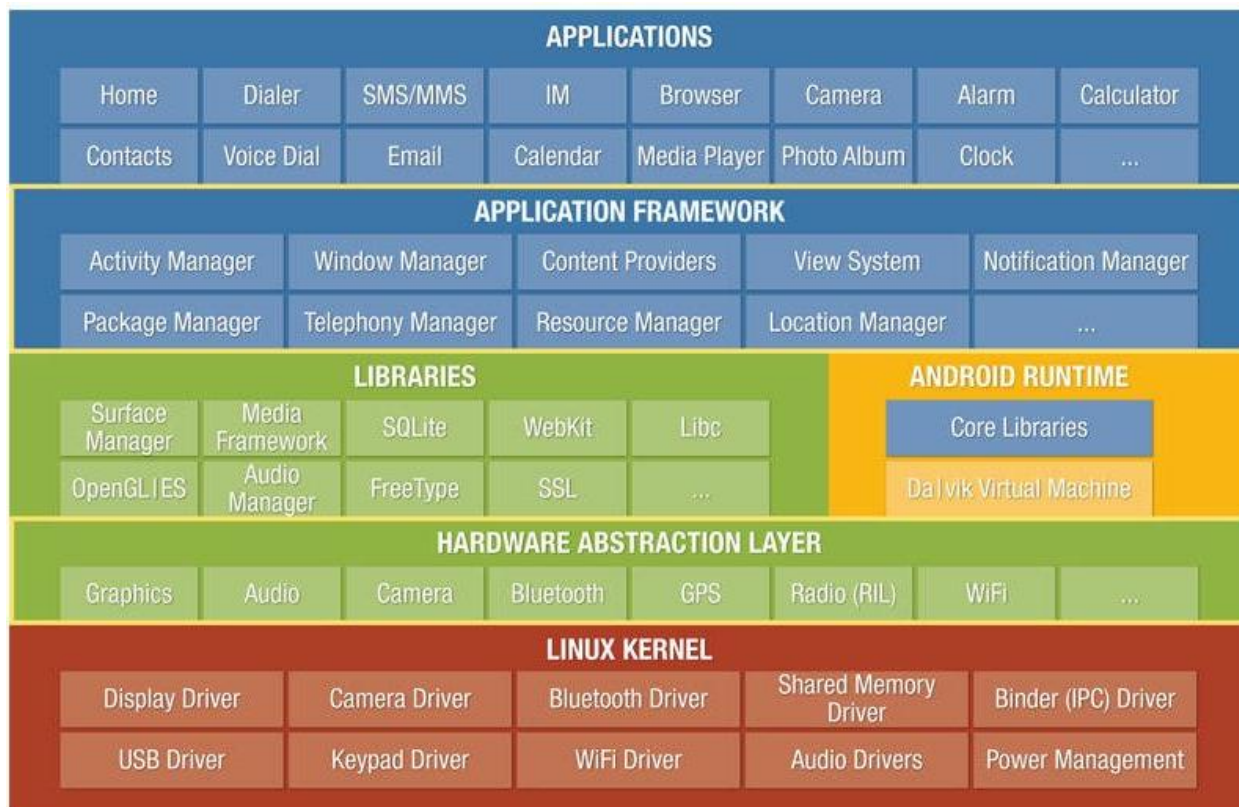 APPLICATIONS
Home Dialer SMS/MMS IM Browser Camera Alarm Calculator
Contacts Voice Dial Email Calendar Media Player Photo Album Clock ...
APPLICATION FRAMEWORK
Activity Manager Window Manager Content Providers View System Notification Manager
Package Manager Telephony Manager Resource Manager Location Manager ...
LIBRARIES
Surface
Manager
Media
Framework
SQLite
WebKit
Libc
OpenGL|ES
Audio
Manager
FreeType
SSL
...
ANDROID RUNTIME
Core Libraries
Da|vik Virtual Machine
HARDWARE ABSTRACTION LAYER
Graphics Audio Camera Bluetooth GPS Radio (RIL) WiFi ...
LINUX KERNEL
Display Driver
Camera Driver
Bluetooth Driver
Shared Memory
Driver
Binder (IPC) Driver
USB Driver Keypad Driver WiFi Driver Audio Drivers Power Management